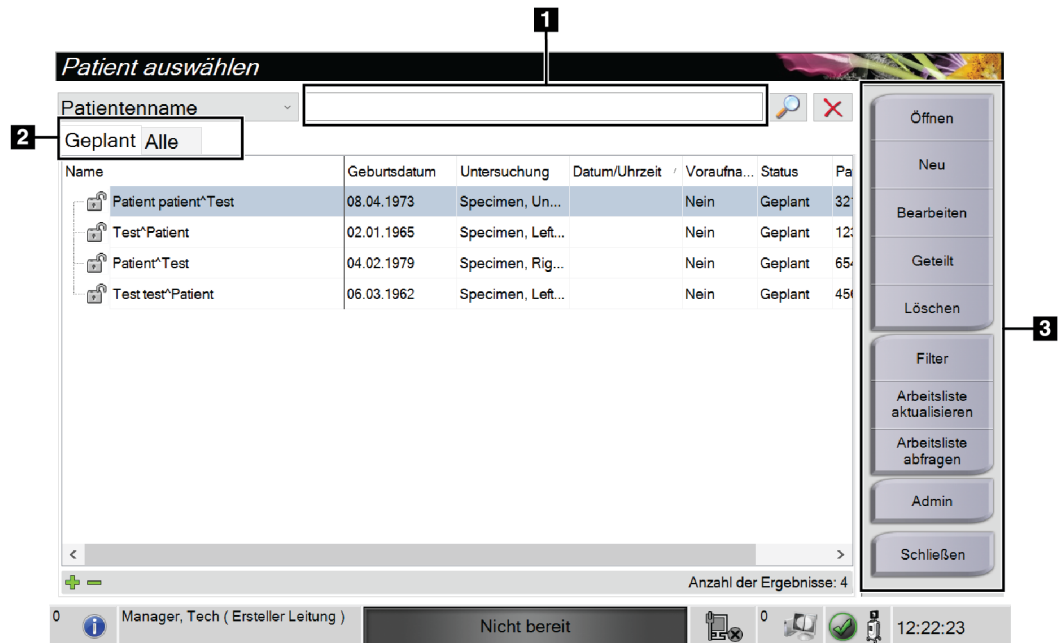 1
Patient auswählen
Patientenname
2
Geplant Alle
Name Geburtsdatum Untersuchung Datum/Uhrzeit Voraufna... Status Pa
Patient patient^Test 08.04.1973 Specimen, Un... Nein Geplant 32
Test^Patient 02.01.1965 Specimen, Left... Nein Geplant 12
Patient^Test 04.02.1979 Specimen, Rig... Nein Geplant 654
Test test^Patient 06.03.1962 Specimen, Left... Nein Geplant 456
Anzahl der Ergebnisse: 4
Öffnen
Neu
Bearbeiten
Geteilt
Löschen
3
Filter
Arbeitsliste
aktualisieren
Arbeitsliste
abfragen
Admin
Schließen
0 Manager, Tech ( Ersteller Leitung ) Nicht bereit 0 12:22:23